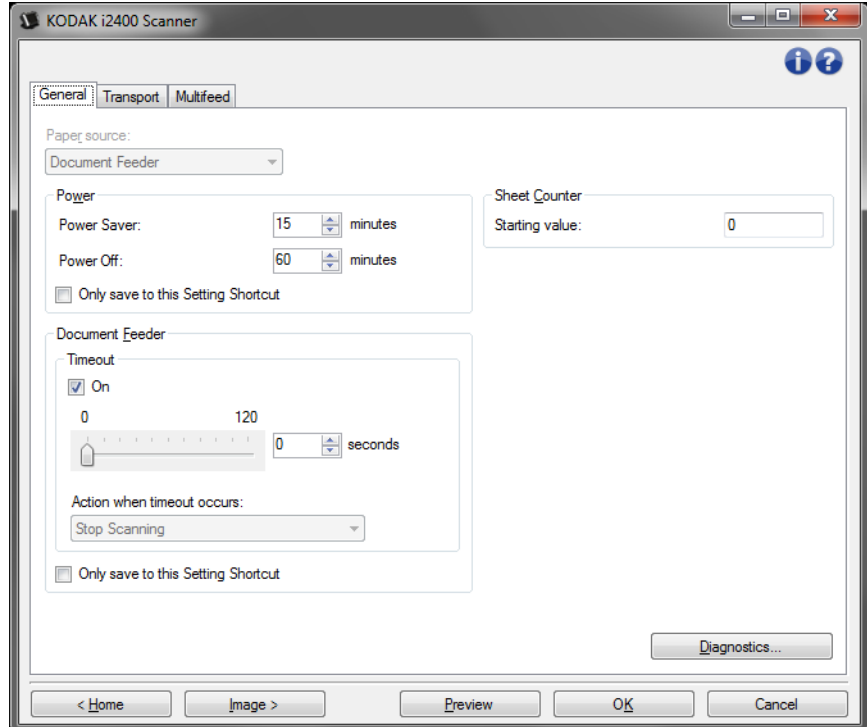 KODAK i2400 Scanner
General Transport Multifeed
Paper source:
Document Feeder
Power
Power Saver: 15 minutes
Power Off: 60 minutes
Only save to this Setting Shortcut
Sheet Counter
Starting value: 0
Document Feeder
Timeout
On
0 120
0 seconds
Action when timeout occurs:
Stop Scanning
Only save to this Setting Shortcut
Diagnostics...
< Home Image > Preview OK Cancel